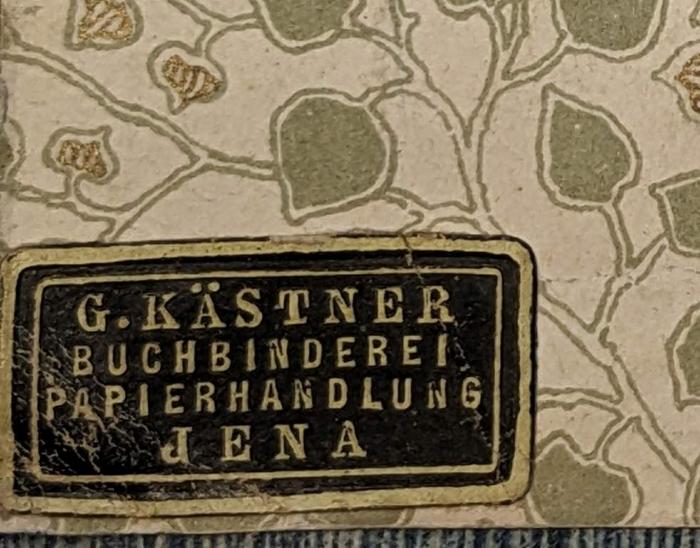 G. KÄSTNER
BUCHBINDEREI
PAPIERHANDLUNG
JENA